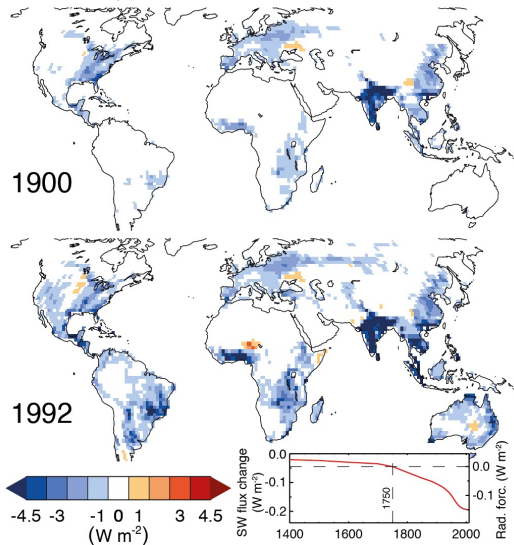 1900
1992
-4.5 -3 -1 0 1 3 4.5
(W m-2)
SW flux change
(W m-2)
0.0
-0.1
-0.2
1750
0.0
-0.1
Rad. forc. (W m-2)
1400 1600 1800 2000